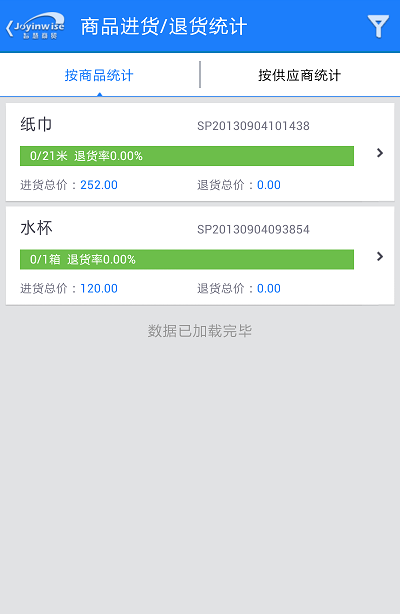 Joyinwise
智慧商贸
商品进货/退货统计
按商品统计
按供应商统计
纸巾
SP20130904101438
0/21米 退货率0.00%
进货总价：252.00
退货总价：0.00
水杯
SP20130904093854
0/1箱 退货率0.00%
进货总价：120.00
退货总价：0.00
数据已加载完毕